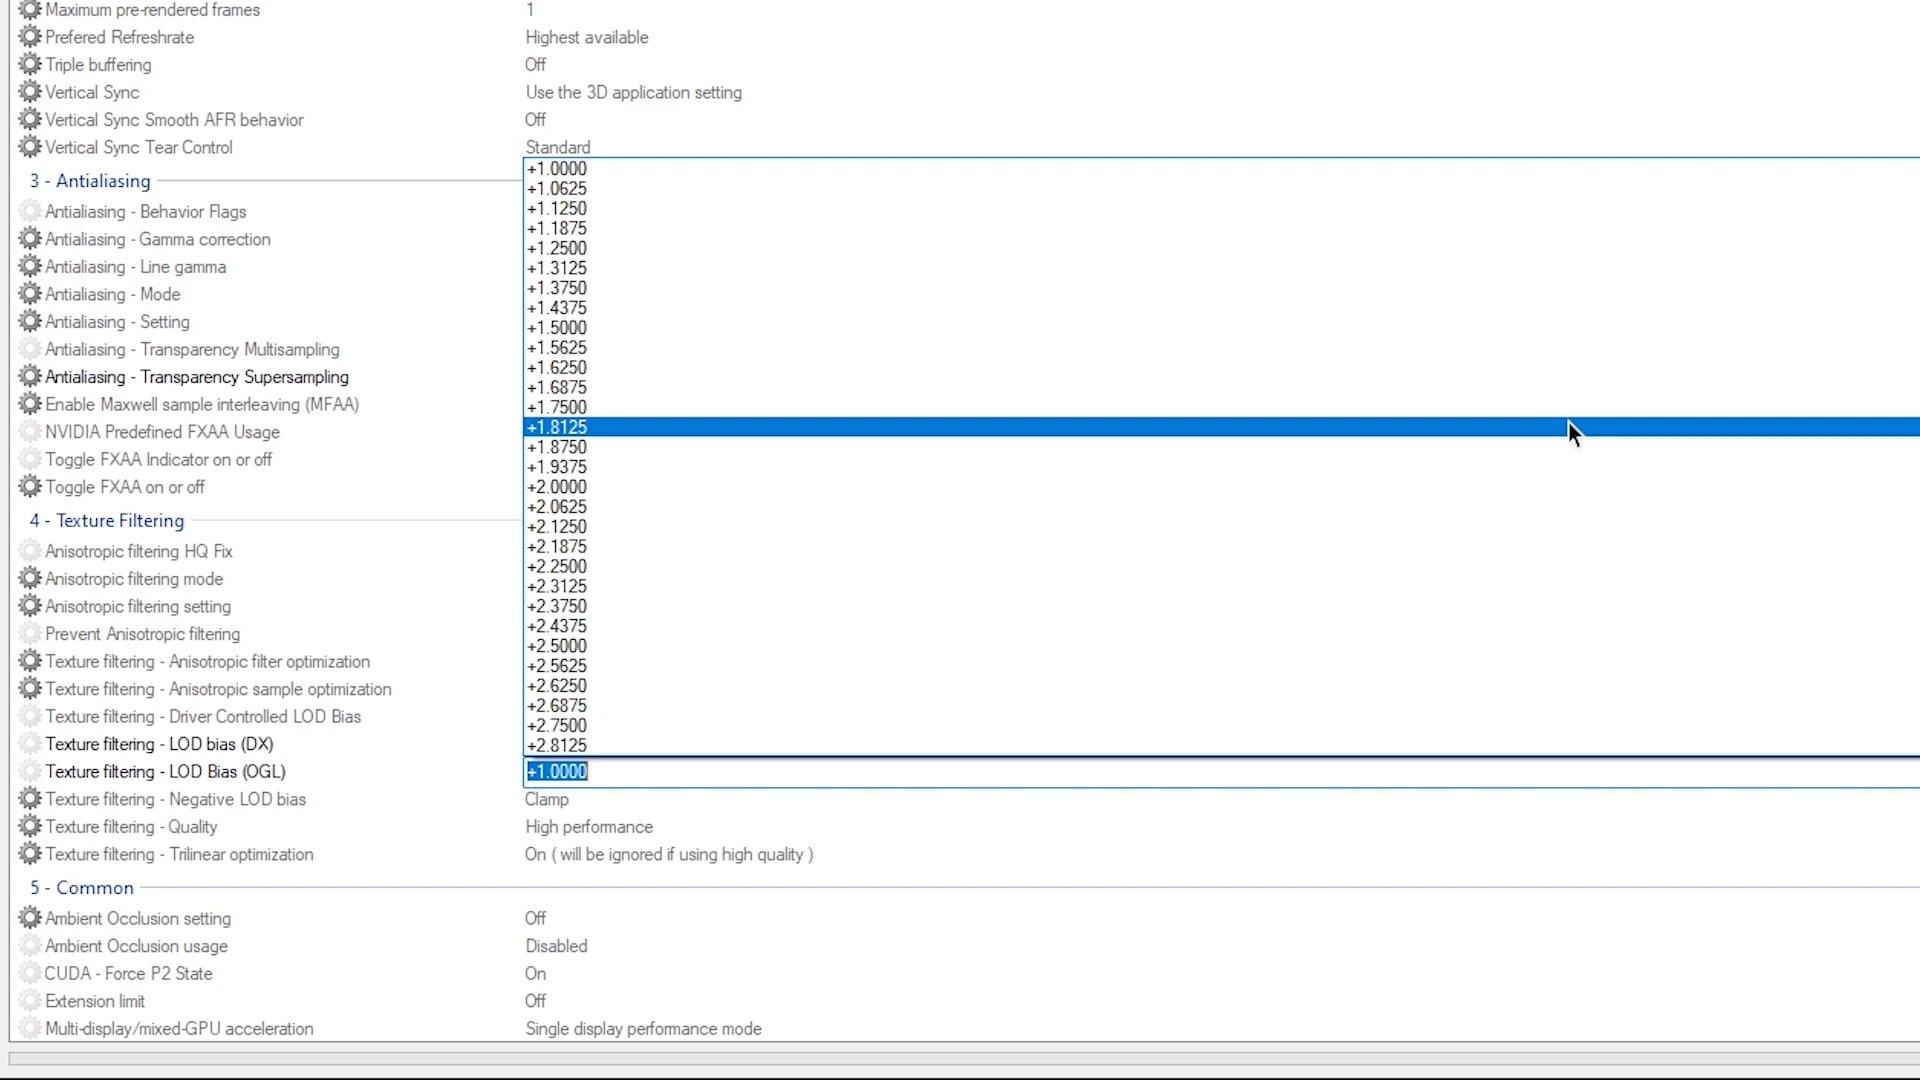 Maximum pre-rendered frames 1
Prefered Refreshrate Highest available
Triple buffering Off
Vertical Sync Use the 3D application setting
Vertical Sync Smooth AFR behavior Off
Vertical Sync Tear Control Standard
+1.0000
3 - Antialiasing
+1.0625
+1.1250
Antialiasing - Behavior Flags
+1.1875
Antialiasing - Gamma correction
+1.2500
Antialiasing - Line gamma
+1.3125
+1.3750
Antialiasing - Mode
+1.4375
Antialiasing - Setting
+1.5000
Antialiasing - Transparency Multisampling
+1.5625
+1.6250
Antialiasing - Transparency Supersampling
+1.6875
Enable Maxwell sample interleaving (MFAA)
+1.7500
NVIDIA Predefined FXAA Usage
+1.8125
+1.8750
Toggle FXAA Indicator on or off
+1.9375
Toggle FXAA on or off
+2.0000
+2.0625
4 - Texture Filtering
+2.1250
Anisotropic filtering HQ Fix
+2.1875
+2.2500
Anisotropic filtering mode
+2.3125
Anisotropic filtering setting
+2.3750
+2.4375
Prevent Anisotropic filtering
+2.5000
Texture filtering - Anisotropic filter optimization
+2.5625
+2.6250
Texture filtering - Anisotropic sample optimization
+2.6875
Texture filtering - Driver Controlled LOD Bias
+2.7500
Texture filtering - LOD bias (DX)
+2.8125
Texture filtering - LOD Bias (OGL) +1.0000
Texture filtering - Negative LOD bias Clamp
Texture filtering - Quality High performance
Texture filtering - Trilinear optimization On ( will be ignored if using high quality )
5 - Common
Ambient Occlusion setting Off
Ambient Occlusion usage Disabled
CUDA - Force P2 State On
Extension limit Off
Multi-display/mixed-GPU acceleration Single display performance mode